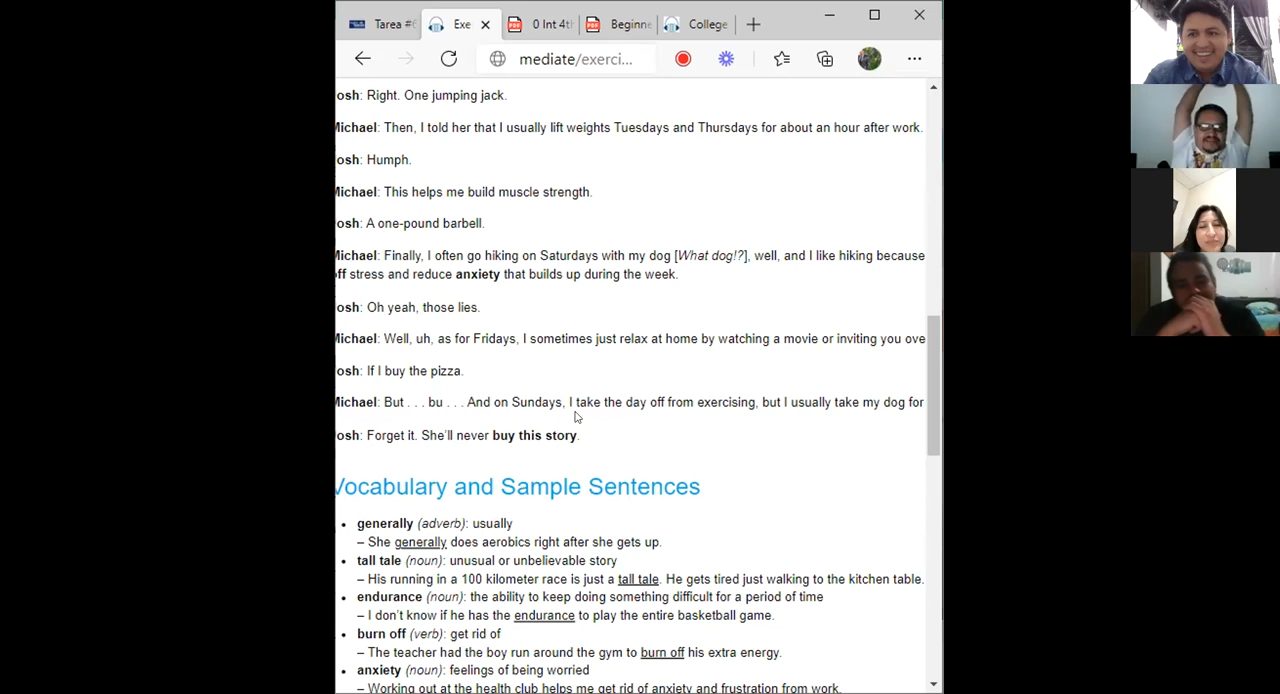 Tarea #6
Exe
0 Int 4th
Beginne
College
mediate/exerci...
osh: Right. One jumping jack.
Michael: Then, I told her that I usually lift weights Tuesdays and Thursdays for about an hour after work.
osh: Humph.
Michael: This helps me build muscle strength.
osh: A one-pound barbell.
Michael: Finally, I often go hiking on Saturdays with my dog [What dog!?], well, and I like hiking because
off stress and reduce anxiety that builds up during the week.
osh: Oh yeah, those lies.
Michael: Well, uh, as for Fridays, I sometimes just relax at home by watching a movie or inviting you ove
osh: If I buy the pizza.
Michael: But . . . bu . . . And on Sundays, I take the day off from exercising, but I usually take my dog for
osh: Forget it. She'll never buy this story.
Vocabulary and Sample Sentences
• generally (adverb): usually
– She generally does aerobics right after she gets up.
• tall tale (noun): unusual or unbelievable story
– His running in a 100 kilometer race is just a tall tale. He gets tired just walking to the kitchen table.
• endurance (noun): the ability to keep doing something difficult for a period of time
– I don't know if he has the endurance to play the entire basketball game.
• burn off (verb): get rid of
– The teacher had the boy run around the gym to burn off his extra energy.
• anxiety (noun): feelings of being worried
– Working out at the health club helps me get rid of anxiety and frustration from work.